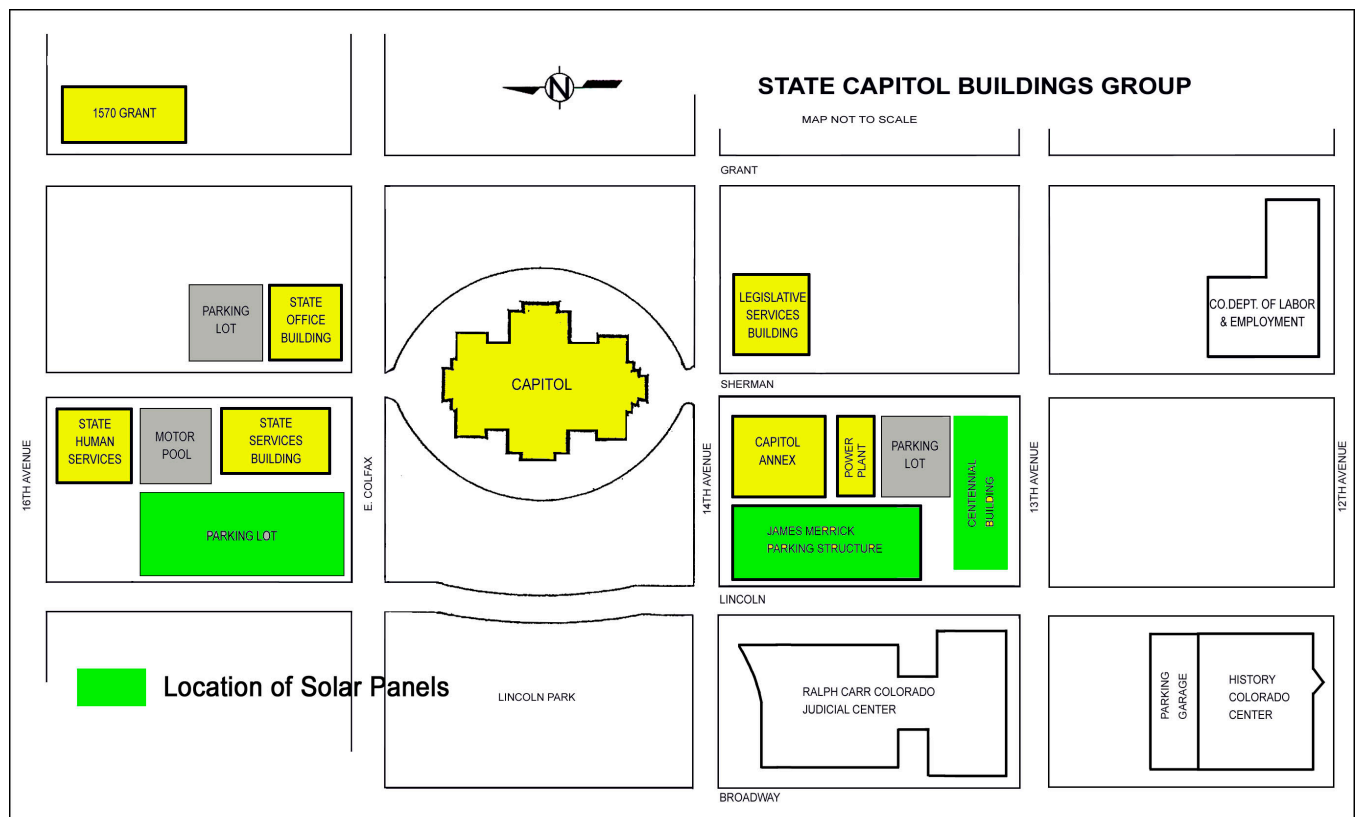 N
STATE CAPITOL BUILDINGS GROUP
MAP NOT TO SCALE
1570 GRANT
GRANT
PARKING
LOT
STATE
OFFICE
BUILDING
CAPITOL
LEGISLATIVE
SERVICES
BUILDING
CO.DEPT. OF LABOR
& EMPLOYMENT
SHERMAN
16TH AVENUE
STATE
HUMAN
SERVICES
MOTOR
POOL
STATE
SERVICES
BUILDING
PARKING LOT
E. COLFAX
14TH AVENUE
CAPITOL
ANNEX
POWER
PLANT
PARKING
LOT
CENTENNIAL
BUILDING
JAMES MERRICK
PARKING STRUCTURE
13TH AVENUE
12TH AVENUE
LINCOLN
Location of Solar Panels
LINCOLN PARK
RALPH CARR COLORADO
JUDICIAL CENTER
PARKING
GARAGE
HISTORY
COLORADO
CENTER
BROADWAY